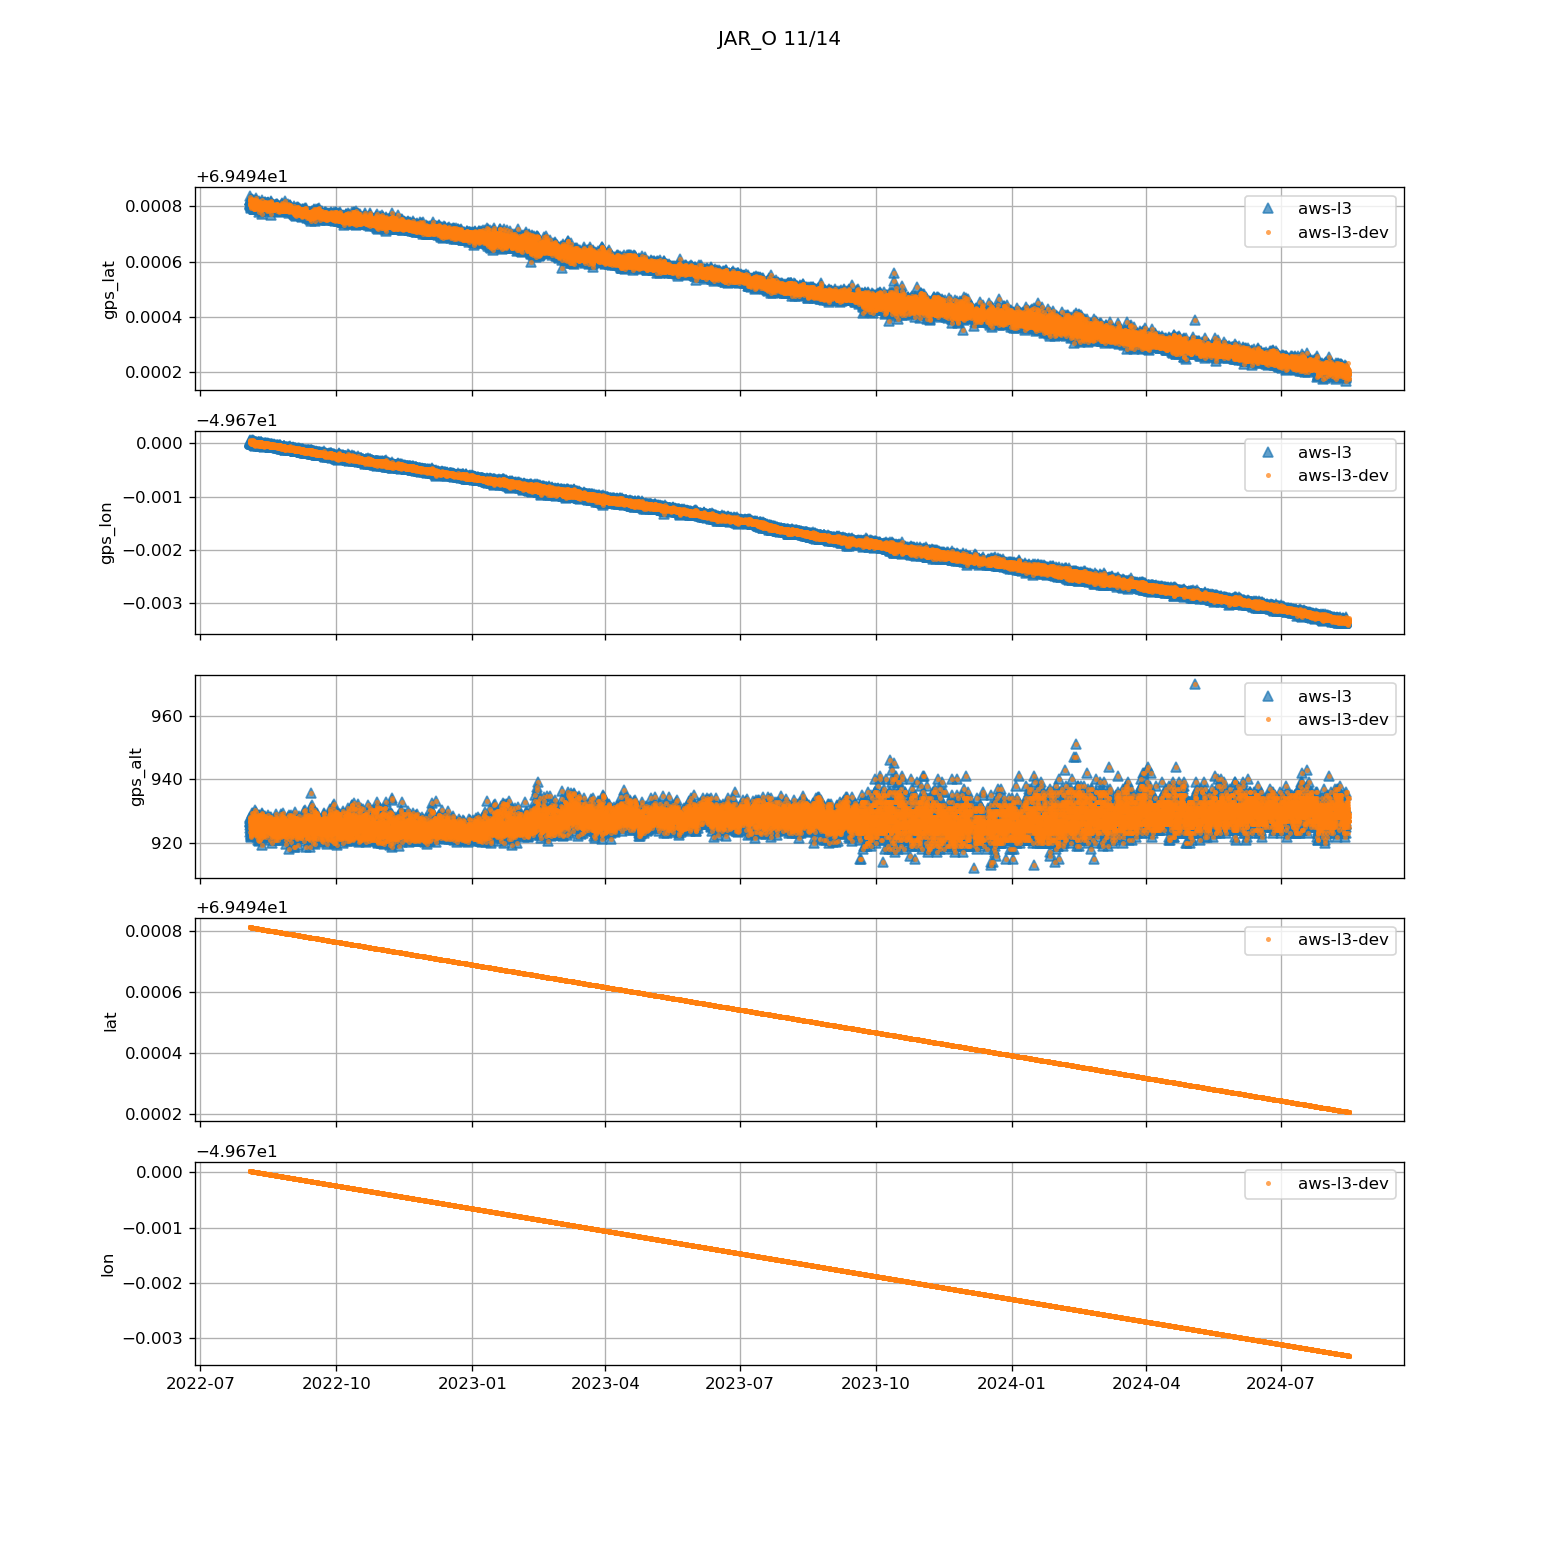 JAR_O 11/14
+6.9494e1
0.0008
0.0006
0.0004
0.0002
gps_lat
aws-l3
aws-l3-dev
−4.967e1
0.000
−0.001
−0.002
−0.003
gps_lon
aws-l3
aws-l3-dev
960
940
920
gps_alt
aws-l3
aws-l3-dev
+6.9494e1
0.0008
0.0006
0.0004
0.0002
lat
aws-l3-dev
−4.967e1
0.000
−0.001
−0.002
−0.003
lon
aws-l3-dev
2022-07 2022-10 2023-01 2023-04 2023-07 2023-10 2024-01 2024-04 2024-07